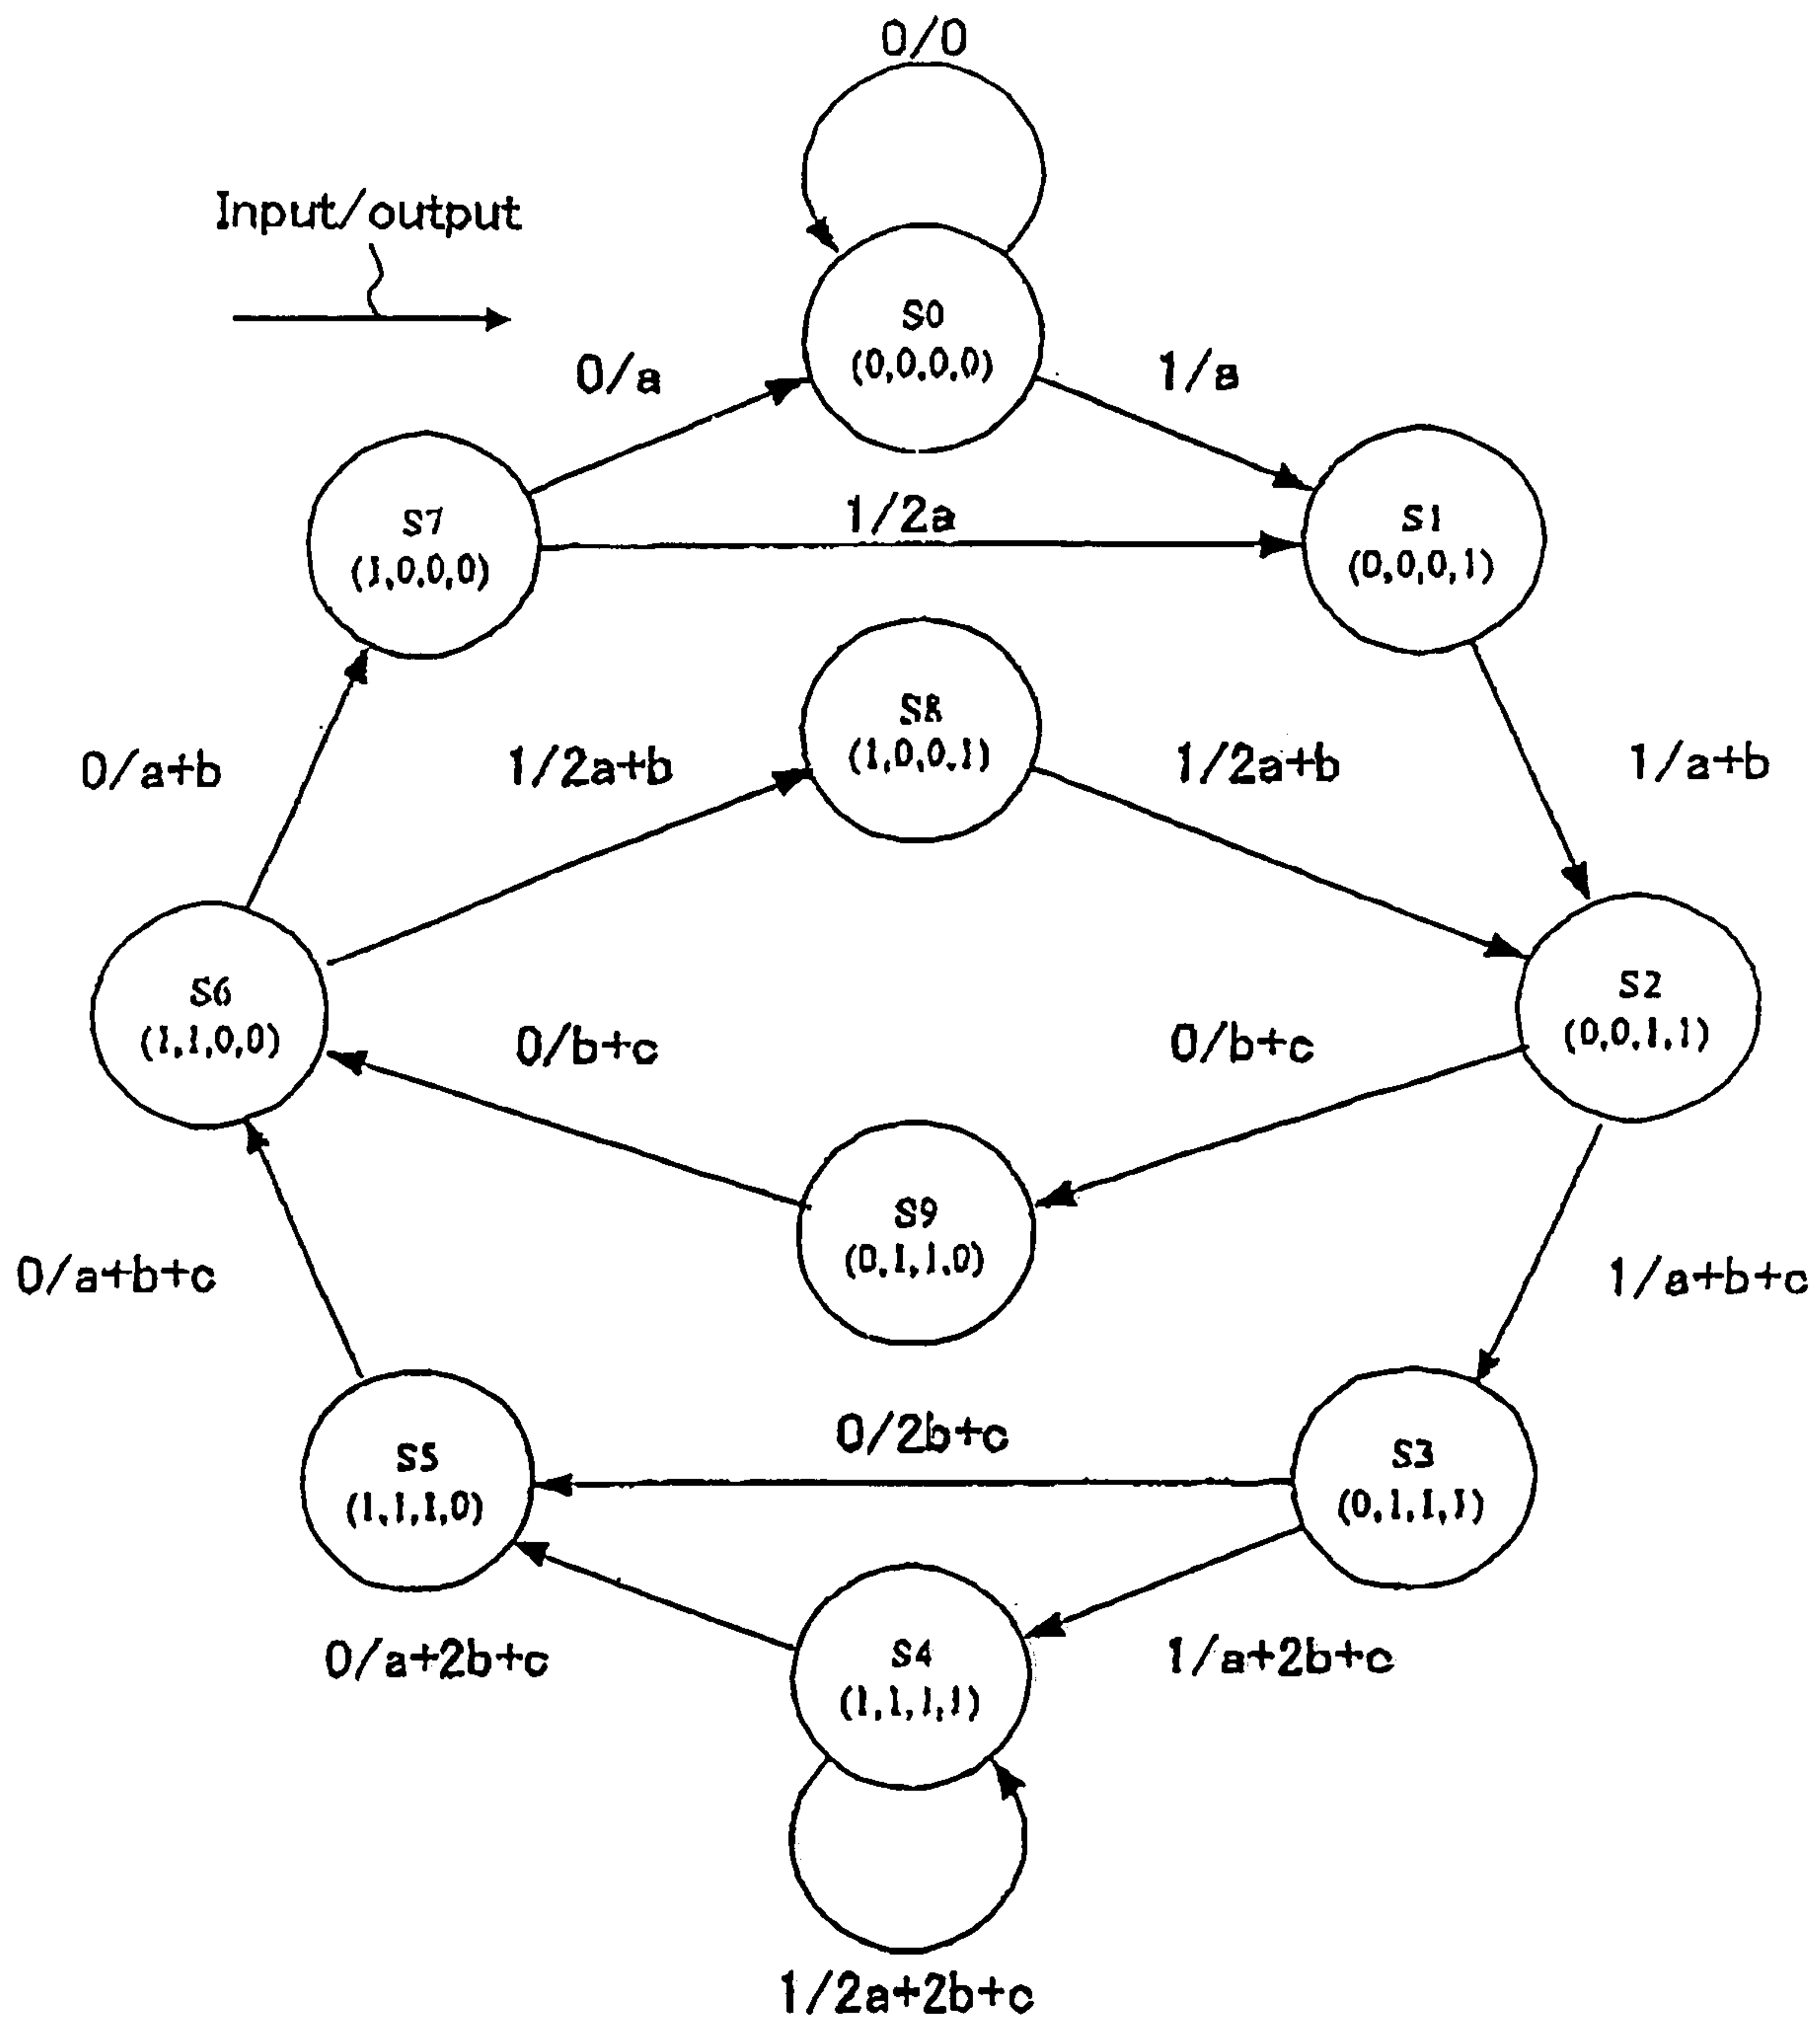 0/0
Input/output
S0
(0,0,0,0)
0/a
1/a
S7
(1,0,0,0)
1/2a
S1
(0,0,0,1)
S8
(1,0,0,1)
0/a+b
1/2a+b
1/2a+b
1/a+b
S6
(1,1,0,0)
S2
(0,0,1,1)
0/b+c
0/b+c
S9
(0,1,1,0)
0/a+b+c
1/a+b+c
0/2b+c
S5
(1,1,1,0)
S3
(0,1,1,1)
0/a+2b+c
S4
(1,1,1,1)
1/a+2b+c
1/2a+2b+c